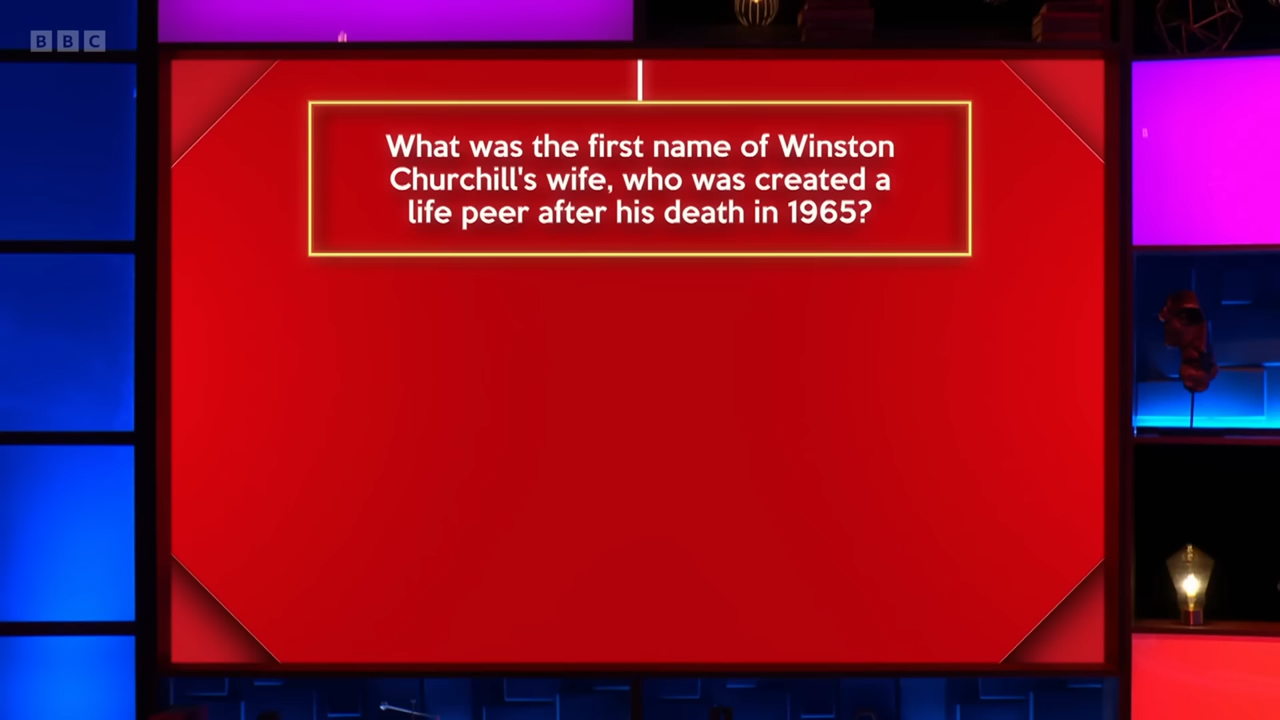 BBC
What was the first name of Winston
Churchill's wife, who was created a
life peer after his death in 1965?